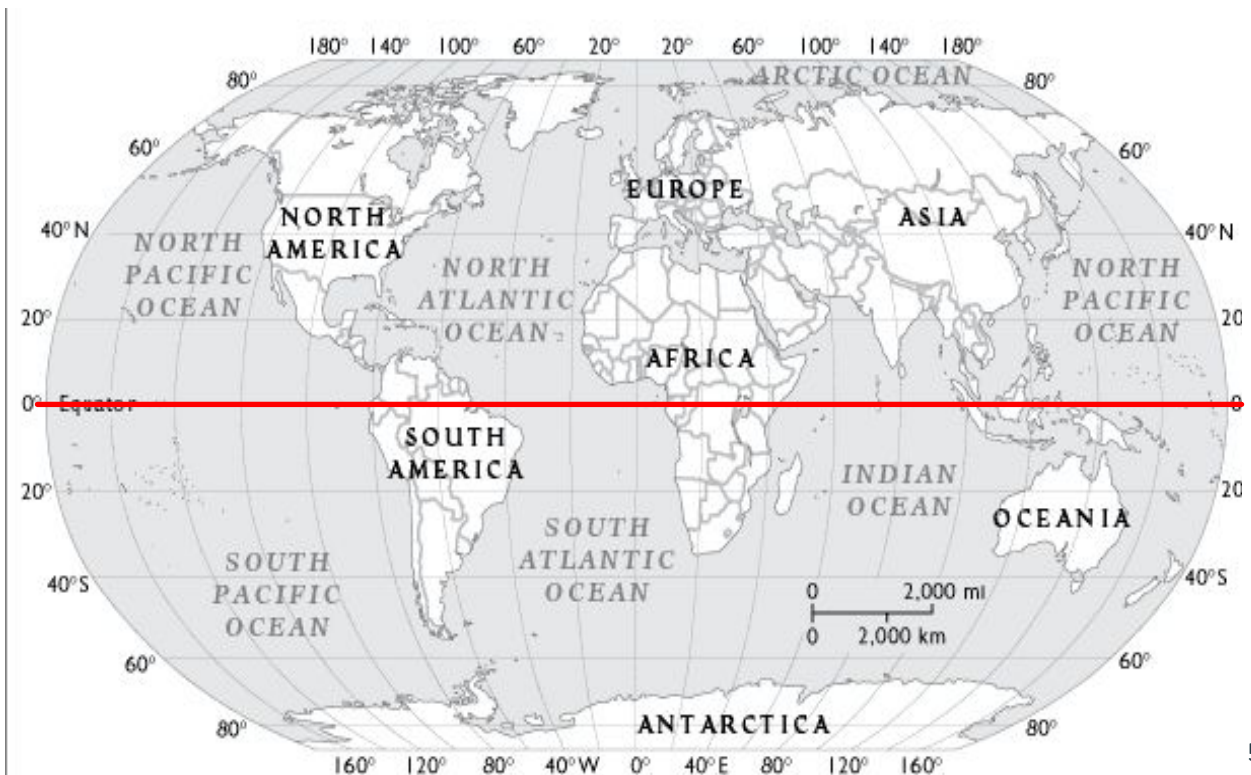 180° 140° 100° 60° 20° 20° 60° 100° 140° 180°
ARCTIC OCEAN
80° 80°
60° 60°
EUROPE
NORTH
AMERICA
ASIA
40° N 40° N
NORTH
PACIFIC
OCEAN
NORTH
ATLANTIC
OCEAN
NORTH
PACIFIC
OCEAN
20° 20
AFRICA
0° Equator 0
SOUTH
AMERICA
INDIAN
OCEAN
20° 20
OCEANIA
SOUTH
ATLANTIC
OCEAN
SOUTH
PACIFIC
OCEAN
40° S 40° S
0 2,000 mi
0 2,000 km
60° 60°
ANTARCTICA
80° 80°
160° 120° 80° 40° W 0° 40° E 80° 120° 160°